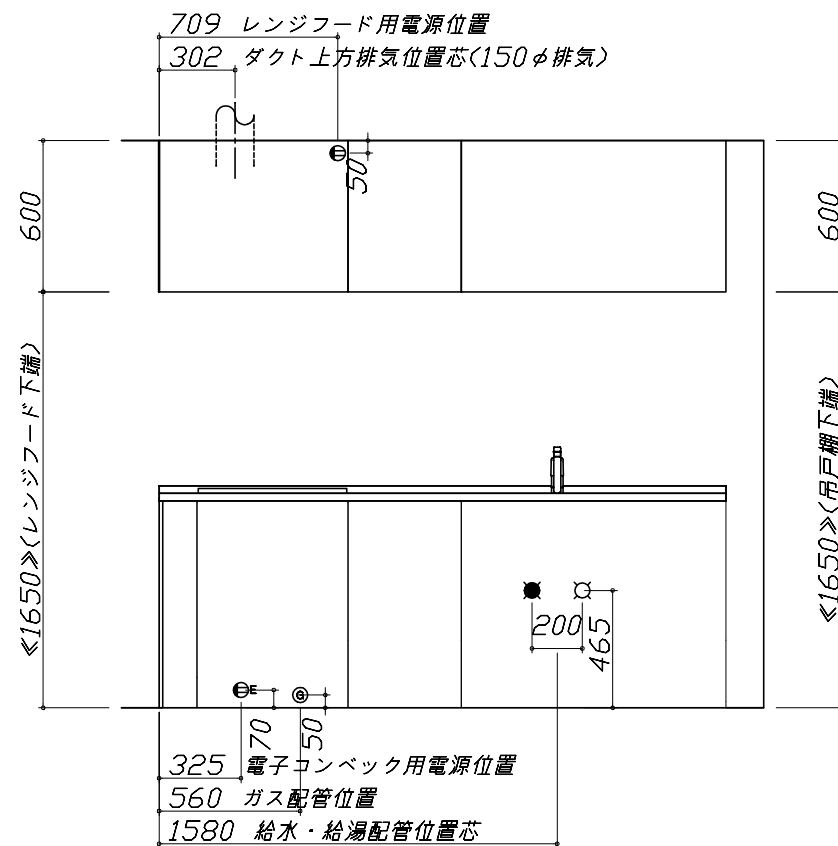 709 レンジフード用電源位置
302 ダクト上方排気位置芯(150φ排気)
50
600
600
≪1650≫(レンジフード下端)
≪1650≫(吊戸棚下端)
200
465
E
G
70
50
325 電子コンベック用電源位置
560 ガス配管位置
1580 給水・給湯配管位置芯